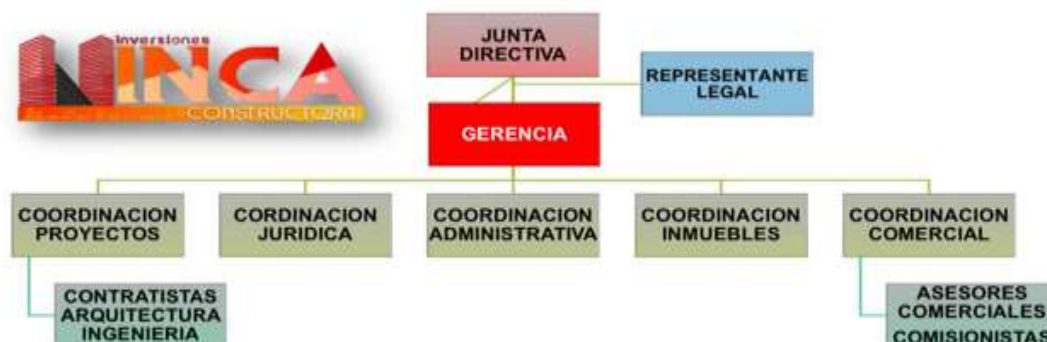 Inversiones
VINCA
CONSTRUCTORA
JUNTA
DIRECTIVA
REPRESENTANTE
LEGAL
GERENCIA
COORDINACION
PROYECTOS
CORDINACION
JURIDICA
COORDINACION
ADMINISTRATIVA
COORDINACION
INMUEBLES
COORDINACION
COMERCIAL
CONTRATISTAS
ARQUITECTURA
INGENIERIA
ASESORES
COMERCIALES
COMISIONISTAS